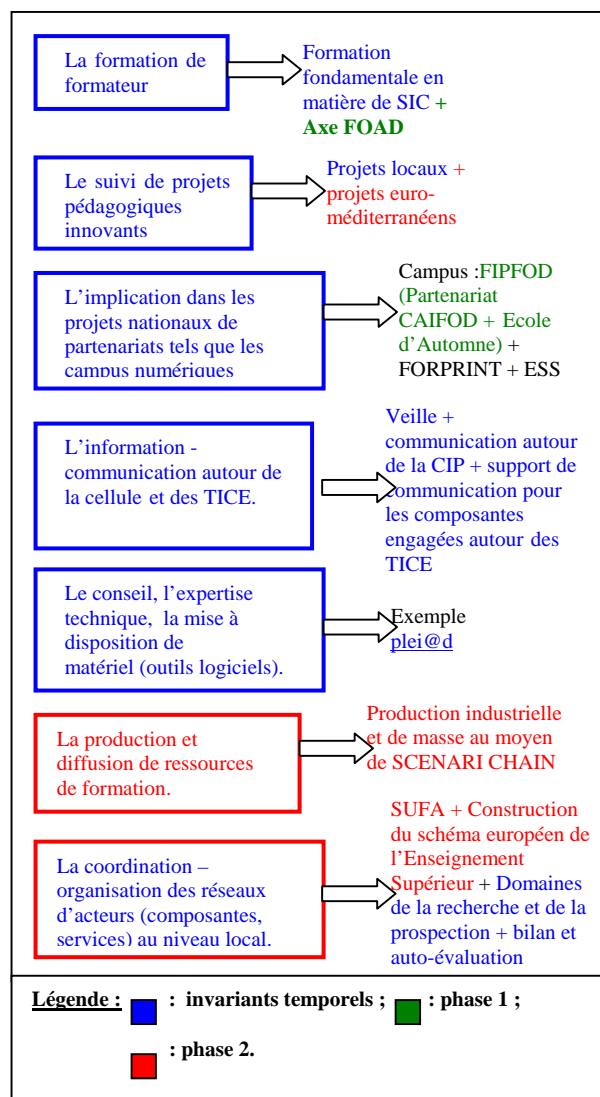 La formation de
formateur
Formation
fondamentale en
matière de SIC +
Axe FOAD
Le suivi de projets
pédagogiques
innovants
Projets locaux +
projets euro-
méditerranéens
L'implication dans les
projets nationaux de
partenariats tels que les
campus numériques
Campus :FIPFOD
(Partenariat
CAIFOD + Ecole
d'Automne) +
FORPRINT + ESS
L'information -
communication autour de
la cellule et des TICE.
Veille +
communication autour
de la CIP + support de
communication pour
les composantes
engagées autour des
TICE
Le conseil, l'expertise
technique, la mise à
disposition de
matériel (outils logiciels).
Exemple
plei@d
La production et
diffusion de ressources
de formation.
Production industrielle
et de masse au moyen
de SCENARI CHAIN
La coordination –
organisation des réseaux
d'acteurs (composantes,
services) au niveau local.
SUFA + Construction
du schéma européen de
l'Enseignement
Supérieur + Domaines
de la recherche et de la
prospection + bilan et
auto-évaluation
Légende : : invariants temporels ; : phase 1 ;
: phase 2.